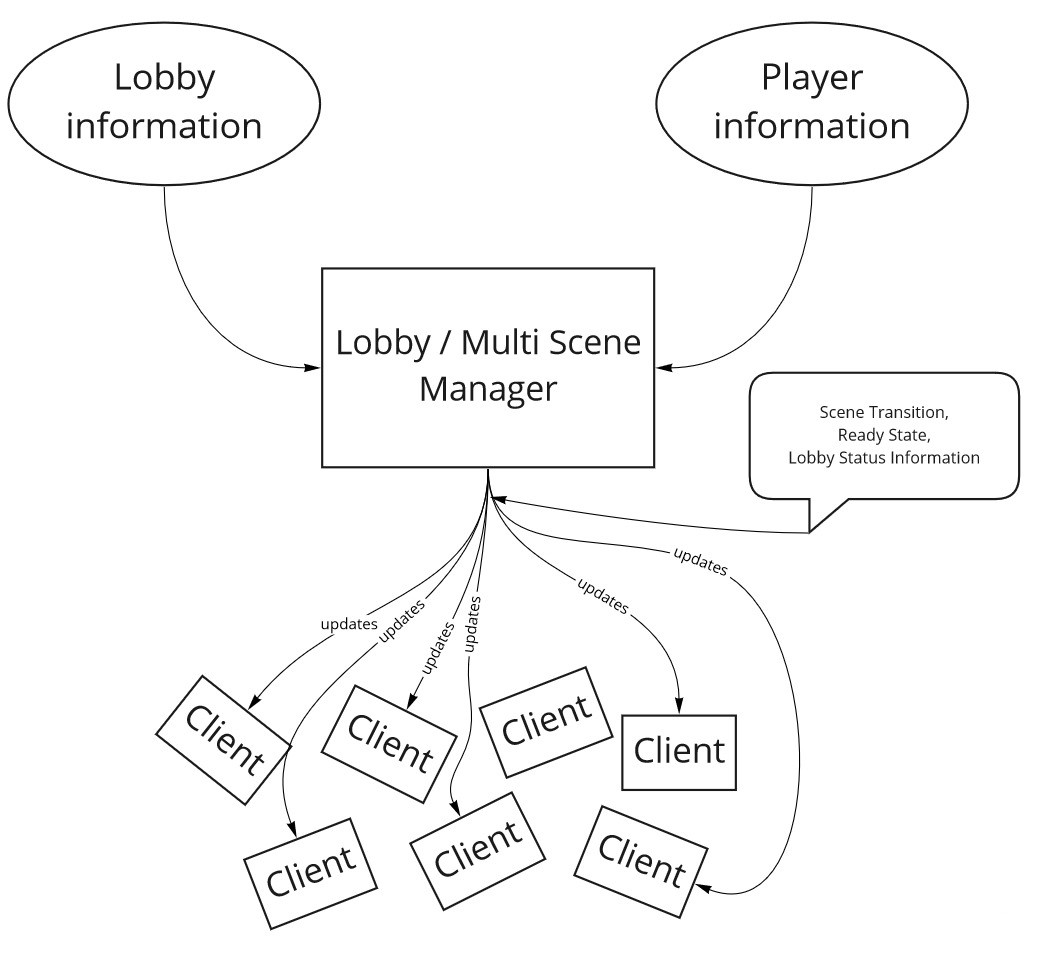 Lobby
information
Player
information
Lobby / Multi Scene
Manager
Scene Transition,
Ready State,
Lobby Status Information
updates
updates
updates
updates
updates
updates
Client
Client
Client
Client
Client
Client
Client